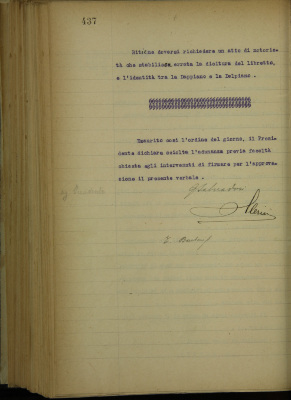 437
Ritiene doversi richiedere un atto di notorie-
tà che stabilisca errata la dicitura del libretto,
e l'identità tra la Deppiano e la Delpiano.
Esaurito così l'ordine del giorno, il Presi-
dente dichiara sciolta l'adunanza previa facoltà
chiesta agli intervenuti di firmare per l'approva-
zione il presente verbale.